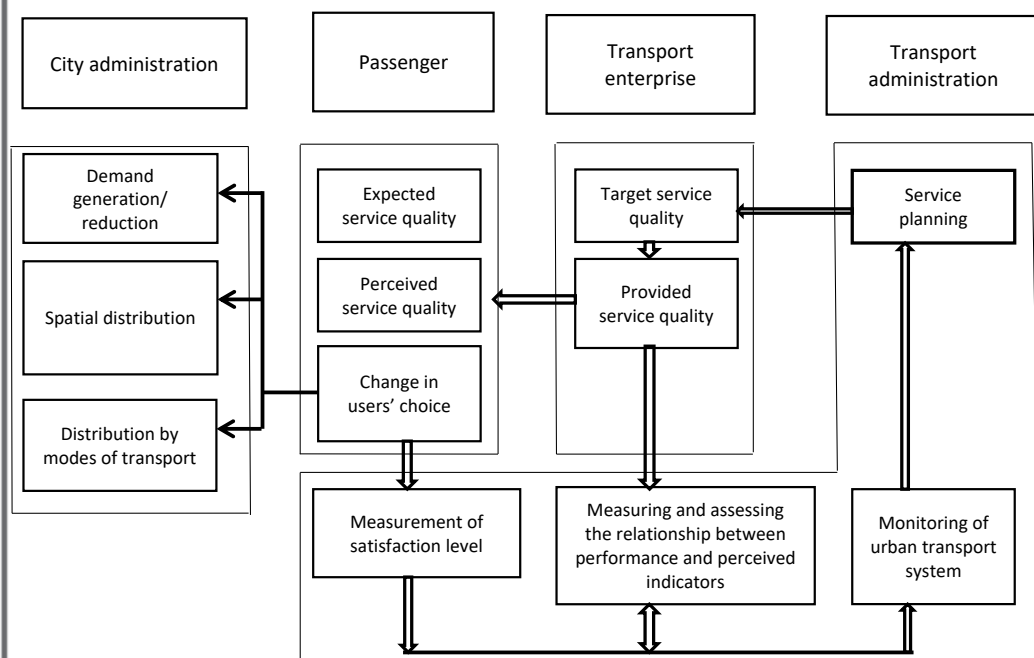 City administration
Passenger
Transport
enterprise
Transport
administration
Demand
generation/
reduction
Expected
service quality
Target service
quality
Service
planning
Spatial distribution
Perceived
service quality
Provided
service quality
Distribution by
modes of transport
Change in
users’ choice
Measurement of
satisfaction level
Measuring and assessing
the relationship between
performance and perceived
indicators
Monitoring of
urban transport
system